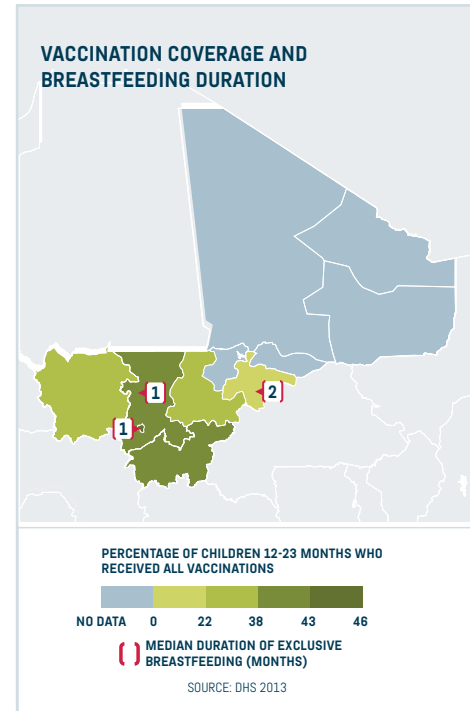 VACCINATION COVERAGE AND
BREASTFEEDING DURATION
1
2
1
PERCENTAGE OF CHILDREN 12-23 MONTHS WHO
RECEIVED ALL VACCINATIONS
NO DATA 0 22 38 43 46
MEDIAN DURATION OF EXCLUSIVE
BREASTFEEDING (MONTHS)
SOURCE: DHS 2013